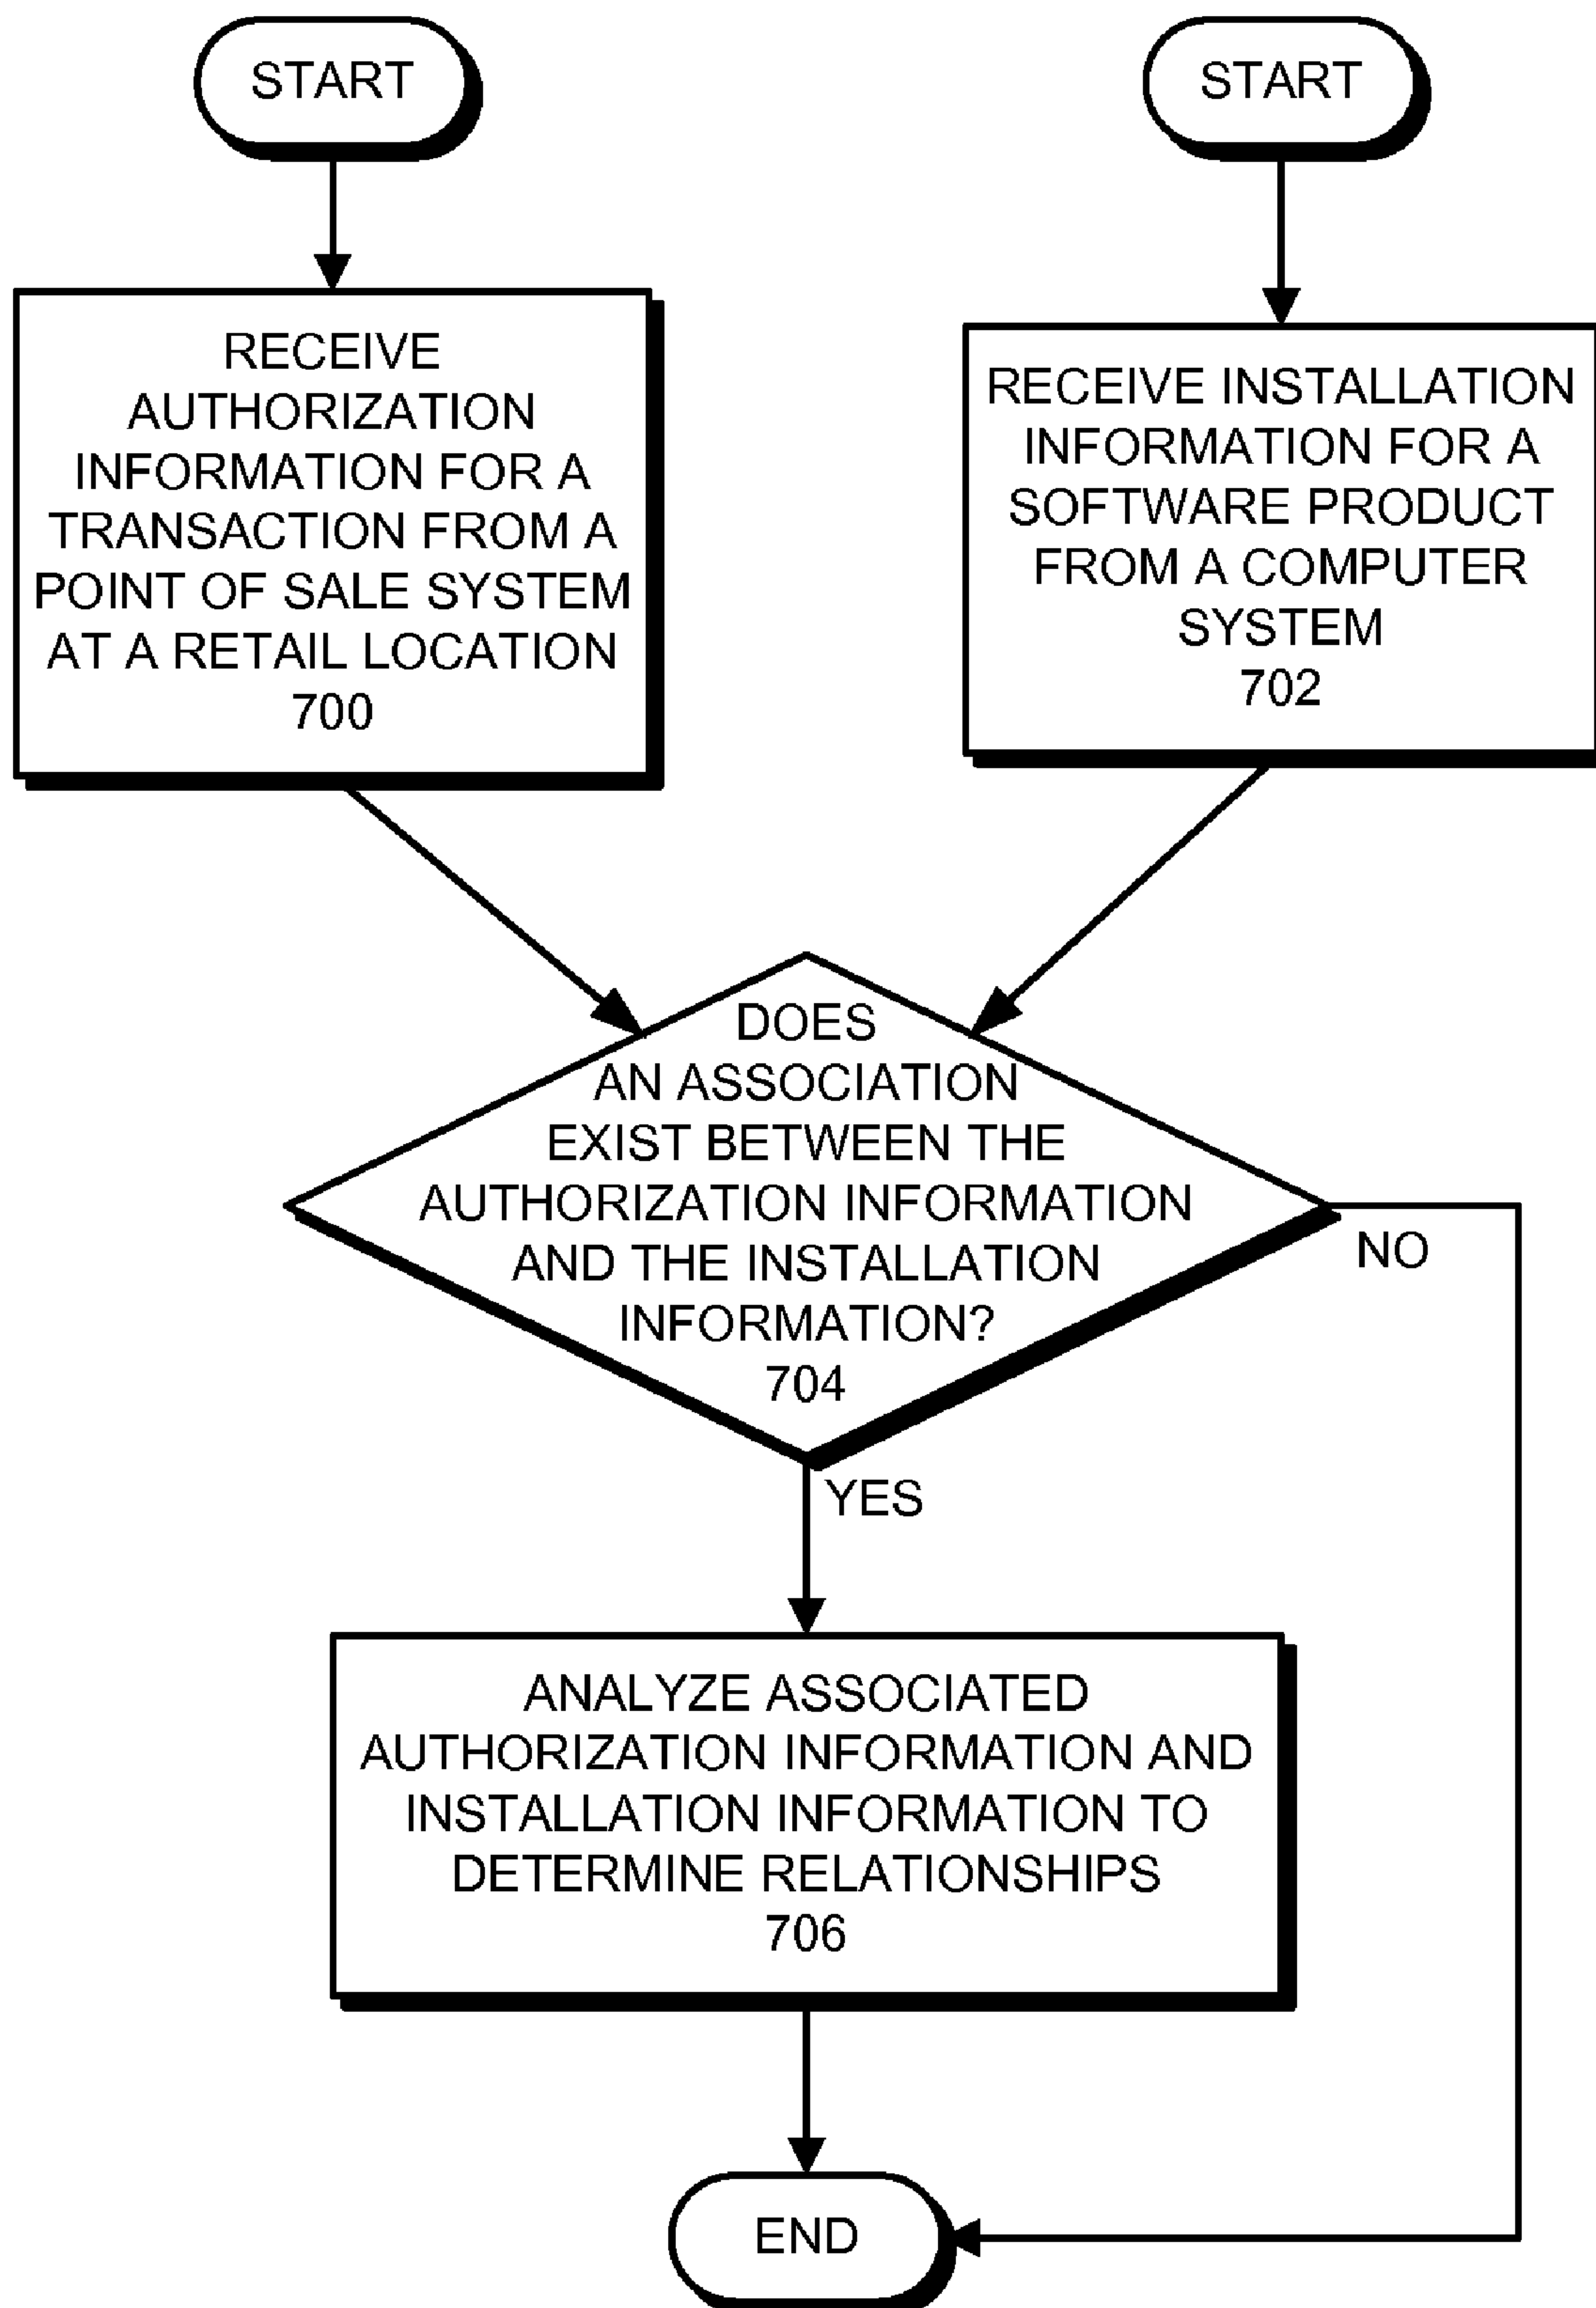 START
START
RECEIVE
AUTHORIZATION
INFORMATION FOR A
TRANSACTION FROM A
POINT OF SALE SYSTEM
AT A RETAIL LOCATION
700
RECEIVE INSTALLATION
INFORMATION FOR A
SOFTWARE PRODUCT
FROM A COMPUTER
SYSTEM
702
DOES
AN ASSOCIATION
EXIST BETWEEN THE
AUTHORIZATION INFORMATION
AND THE INSTALLATION
INFORMATION?
704
NO
YES
ANALYZE ASSOCIATED
AUTHORIZATION INFORMATION AND
INSTALLATION INFORMATION TO
DETERMINE RELATIONSHIPS
706
END